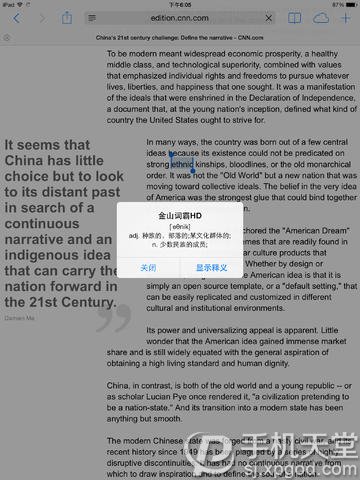 iPad
下午6:05
87%
edition.cnn.com
China's 21st century challenge: Define the narrative - CNN.com
To be modern meant widespread economic prosperity, a healthy
middle class, and technological superiority, combined with values
that emphasized individual rights and freedoms to pursue whatever
lives, liberties, and happiness that one sought. It was a manifestation
of the ideals that were enshrined in the Declaration of Independence,
a document that, at the young nation's inception, defined what kind of
country the United States ought to strive for.
It seems that
China has little
choice but to look
to its distant past
in search of a
continuous
narrative and an
indigenous idea
that can carry the
nation forward in
the 21st Century.
Damien Ma
In many ways, the country was born out of a few central
ideas because its existence could not be predicated on
strong ethnic kinships, bloodlines, or the old monarchical
order. It was not the "Old World" but a new nation that was
moving toward collective ideals. The belief in the very idea
of America was the strongest glue that could bind together
chored the "American Dream"
emes that are readily found in
ar culture products that
Whether by design or
American idea is that it is
simply an open source template, or a "default setting," that
can be easily replicated and customized in different
cultural and institutional environments.
Its power and universalizing appeal is apparent. Little
wonder that the American idea gained immense market
share and is still widely equated with the general aspiration of
obtaining a high living standard and human dignity.
China, in contrast, is both of the old world and a young republic -- or
as scholar Lucian Pye once rendered it, "a civilization pretending to
be a nation-state." And its transition into a modern state has been
anything but smooth.
The modern Chinese state was forged from a nasty civil war, and its
recent history since 1949 has been plagued by a series of highly
disruptive discontinuities. It has had no continuous narrative from
which to draw inspiration and to define the
金山词霸HD
['eθnik]
adj. 种族的，部落的;某文化群体的;
n. 少数民族的成员;
关闭
显示释义
手机天堂
sjxiaodao.com